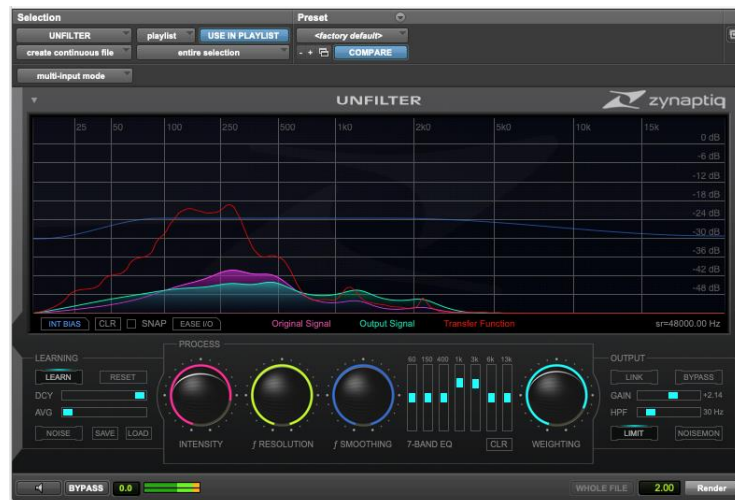 Selection
Preset
UNFILTER
playlist
USE IN PLAYLIST
<factory default>
create continuous file
entire selection
- +
COMPARE
multi-input mode
UNFILTER
zynaptiq
25 50 100 250 500 1k0 2k0 5k0 10k 15k
0 dB
-6 dB
-12 dB
-18 dB
-24 dB
-30 dB
-36 dB
-42 dB
-48 dB
INT BIAS CLR SNAP EASE I/O Original Signal Output Signal Transfer Function sr=48000.00 Hz
LEARNING
LEARN RESET
DCY
AVG
NOISE SAVE LOAD
PROCESS
60 150 400 1k 3k 6k 13k
INTENSITY ƒ RESOLUTION ƒ SMOOTHING 7-BAND EQ CLR WEIGHTING
OUTPUT
LINK BYPASS
GAIN +2.14
HPF 30 Hz
LIMIT NOISEMON
BYPASS 0.0 WHOLE FILE 2.00 Render